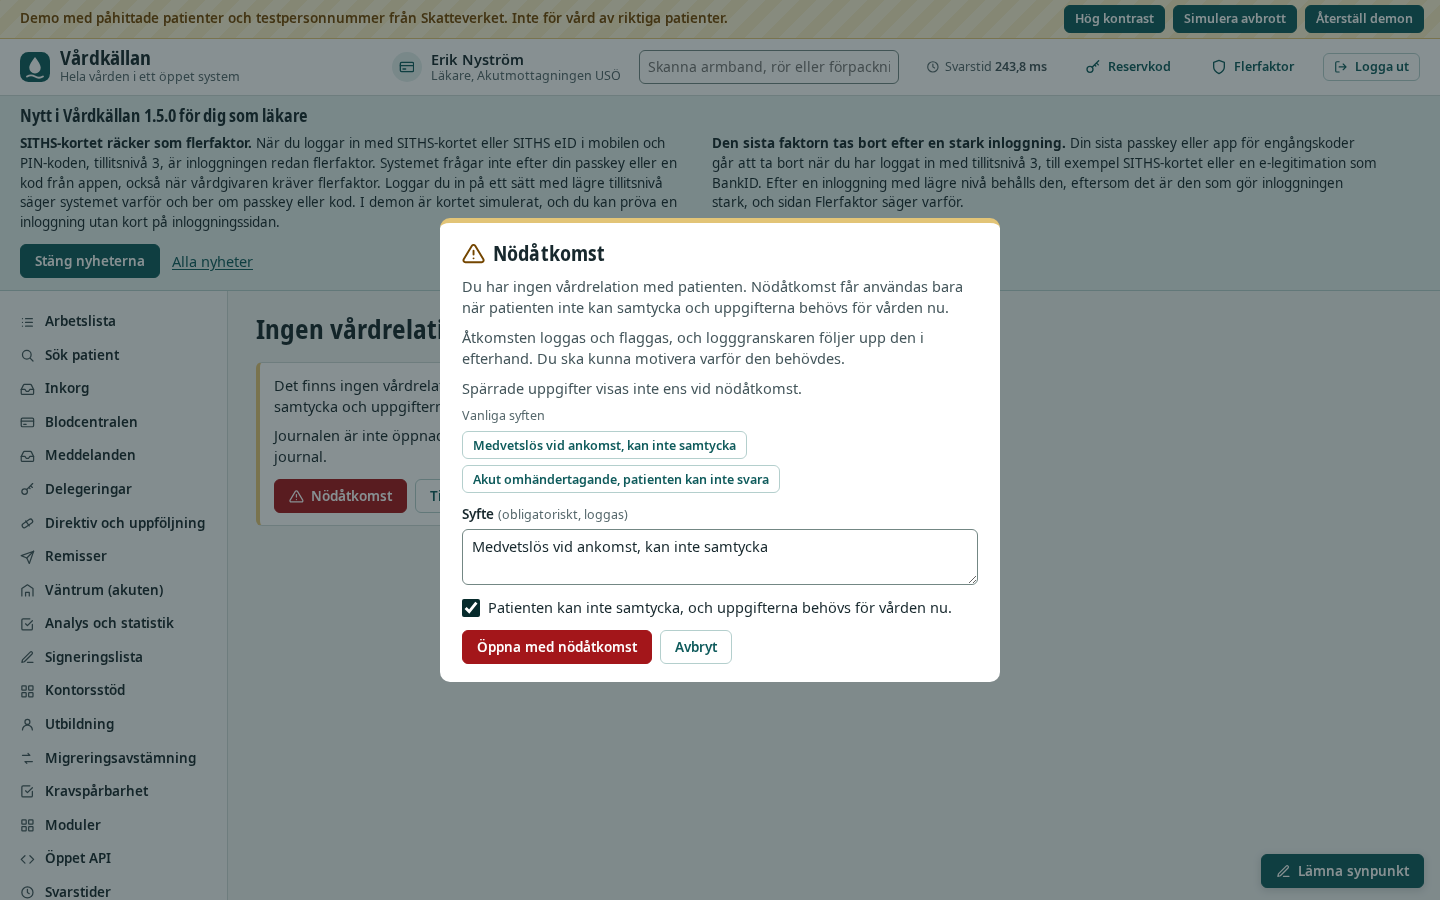 Demo med påhittade patienter och testpersonnummer från Skatteverket. Inte för vård av riktiga patienter.
Hög kontrast
Simulera avbrott
Återställ demon
Vårdkällan
Hela vården i ett öppet system
Erik Nyström
Läkare, Akutmottagningen USÖ
Skanna armband, rör eller förpackni
Svarstid 243,8 ms
Reservkod
Flerfaktor
Logga ut
Nytt i Vårdkällan 1.5.0 för dig som läkare
SITHS-kortet räcker som flerfaktor. När du loggar in med SITHS-kortet eller SITHS eID i mobilen och
PIN-koden, tillitsnivå 3, är inloggningen redan flerfaktor. Systemet frågar inte efter din passkey eller en
kod från appen, också när vårdgivaren kräver flerfaktor. Loggar du in på ett sätt med lägre tillitsnivå
säger systemet varför och ber om passkey eller kod. I demon är kortet simulerat, och du kan pröva en
inloggning utan kort på inloggningssidan.
Den sista faktorn tas bort efter en stark inloggning. Din sista passkey eller app för engångskoder
går att ta bort när du har loggat in med tillitsnivå 3, till exempel SITHS-kortet eller en e-legitimation som
BankID. Efter en inloggning med lägre nivå behålls den, eftersom det är den som gör inloggningen
stark, och sidan Flerfaktor säger varför.
Stäng nyheterna
Alla nyheter
Arbetslista
Sök patient
Inkorg
Blodcentralen
Meddelanden
Delegeringar
Direktiv och uppföljning
Remisser
Väntrum (akuten)
Analys och statistik
Signeringslista
Kontorsstöd
Utbildning
Migreringsavstämning
Kravspårbarhet
Moduler
Öppet API
Svarstider
Ingen vårdrelati
Det finns ingen vårdrelat
samtycka och uppgifterr
Journalen är inte öppnad
journal.
Nödåtkomst
Ti
Nödåtkomst
Du har ingen vårdrelation med patienten. Nödåtkomst får användas bara
när patienten inte kan samtycka och uppgifterna behövs för vården nu.
Åtkomsten loggas och flaggas, och logggranskaren följer upp den i
efterhand. Du ska kunna motivera varför den behövdes.
Spärrade uppgifter visas inte ens vid nödåtkomst.
Vanliga syften
Medvetslös vid ankomst, kan inte samtycka
Akut omhändertagande, patienten kan inte svara
Syfte (obligatoriskt, loggas)
Medvetslös vid ankomst, kan inte samtycka
Patienten kan inte samtycka, och uppgifterna behövs för vården nu.
Öppna med nödåtkomst
Avbryt
Lämna synpunkt